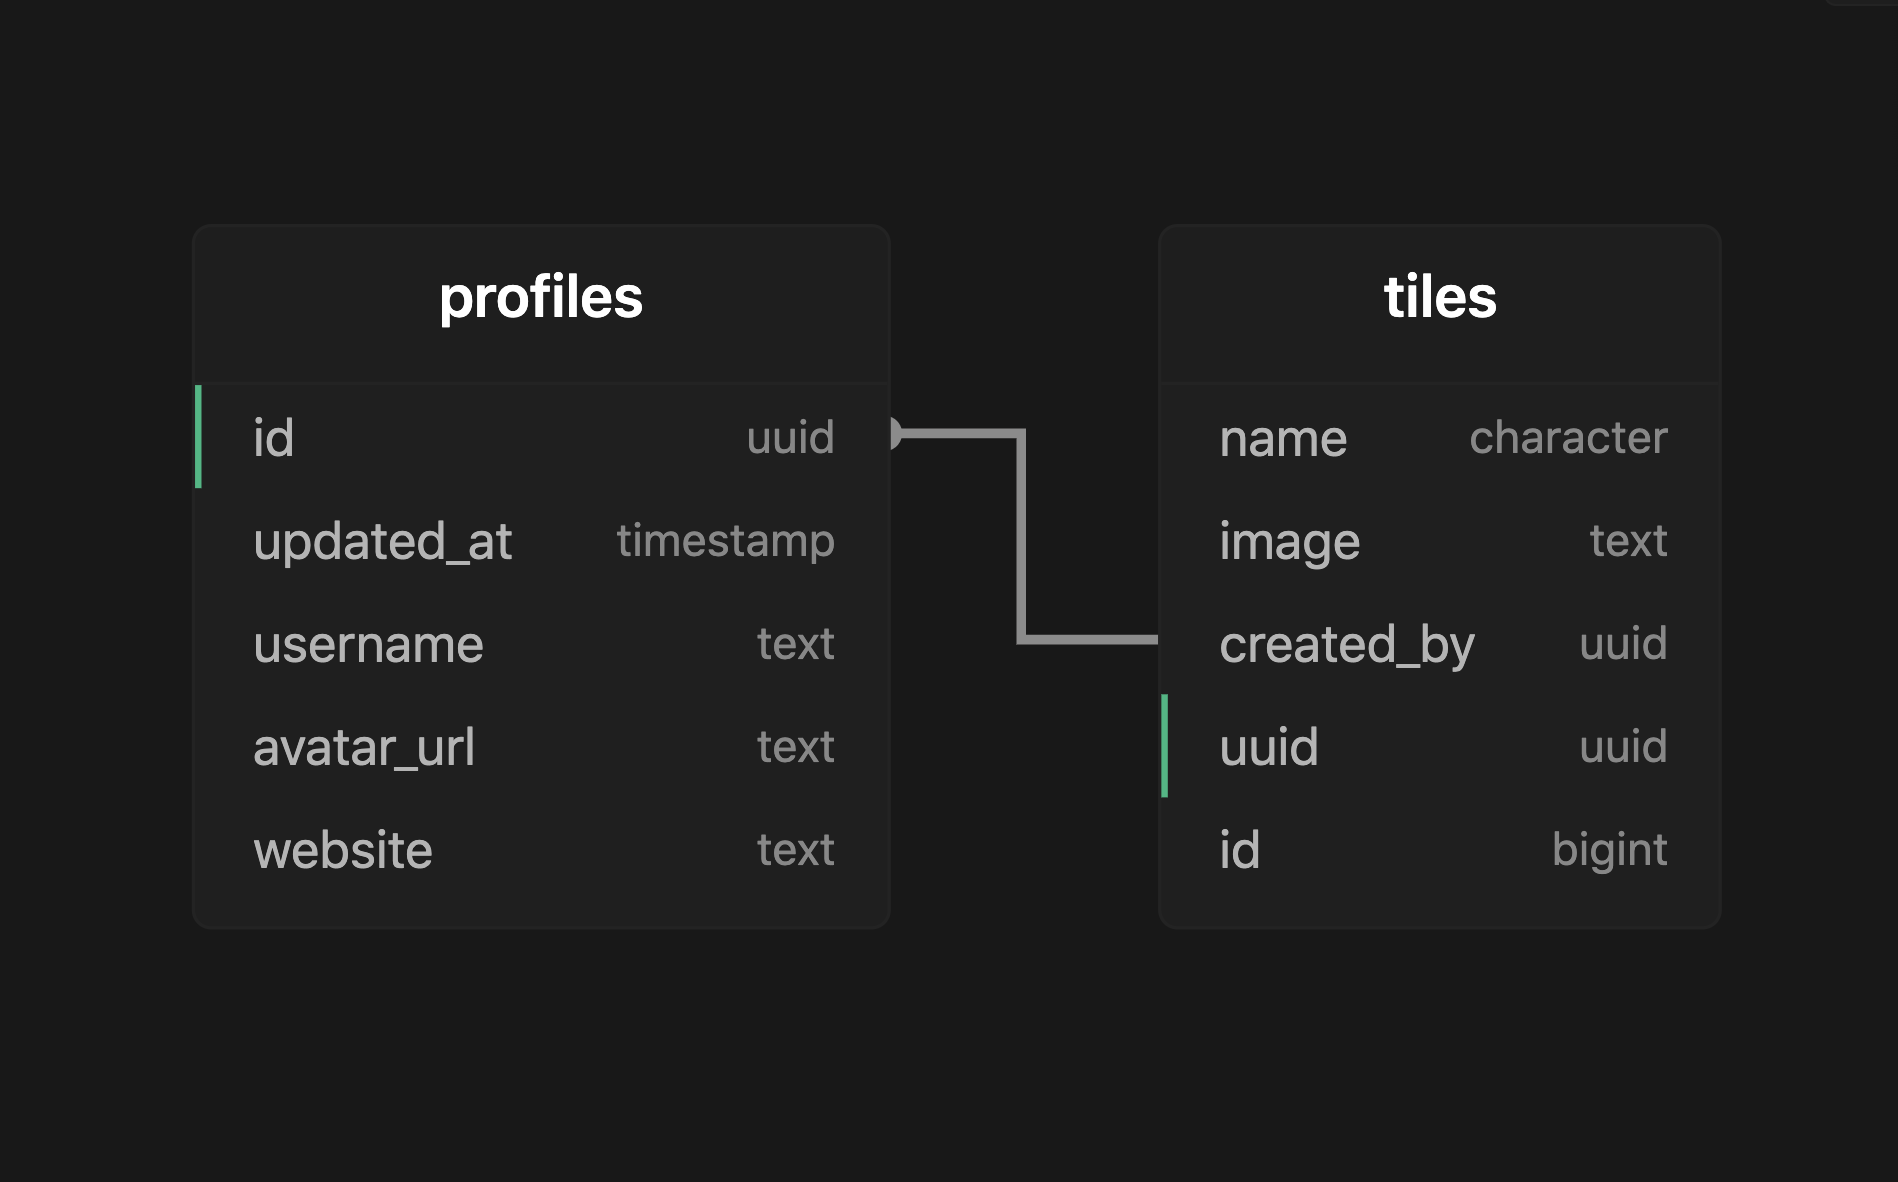 profiles
id uuid
updated_at timestamp
username text
avatar_url text
website text
tiles
name character
image text
created_by uuid
uuid uuid
id bigint